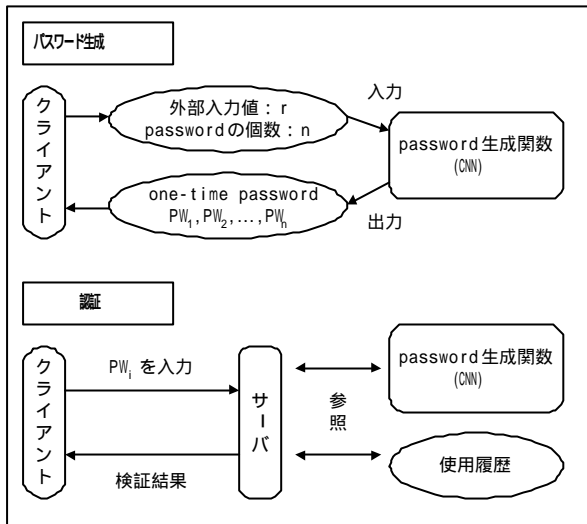 パスワード生成
クライアント
外部入力値：r
passwordの個数：n
入力
password生成関数
(CNN)
one-time password
PW1,PW2,...,PWn
出力
認証
クライアント
PWi を入力
サーバ
検証結果
参照
password生成関数
(CNN)
使用履歴